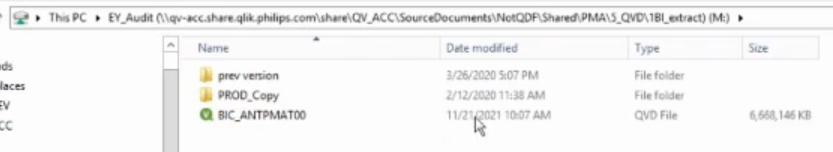 This PC › EY_Audit (\\qv-acc.share.qlik.philips.com\share\QV_ACC\SourceDocuments\NotQDF\Shared\PMA\5_QVD\1BI_extract) (M:) ›
Name Date modified Type Size
prev version 3/26/2020 5:07 PM File folder
PROD_Copy 2/12/2020 11:38 AM File folder
BIC_ANTPMAT00 11/21/2021 10:07 AM QVD File 6,668,146 KB
ds
laces
EV
CC